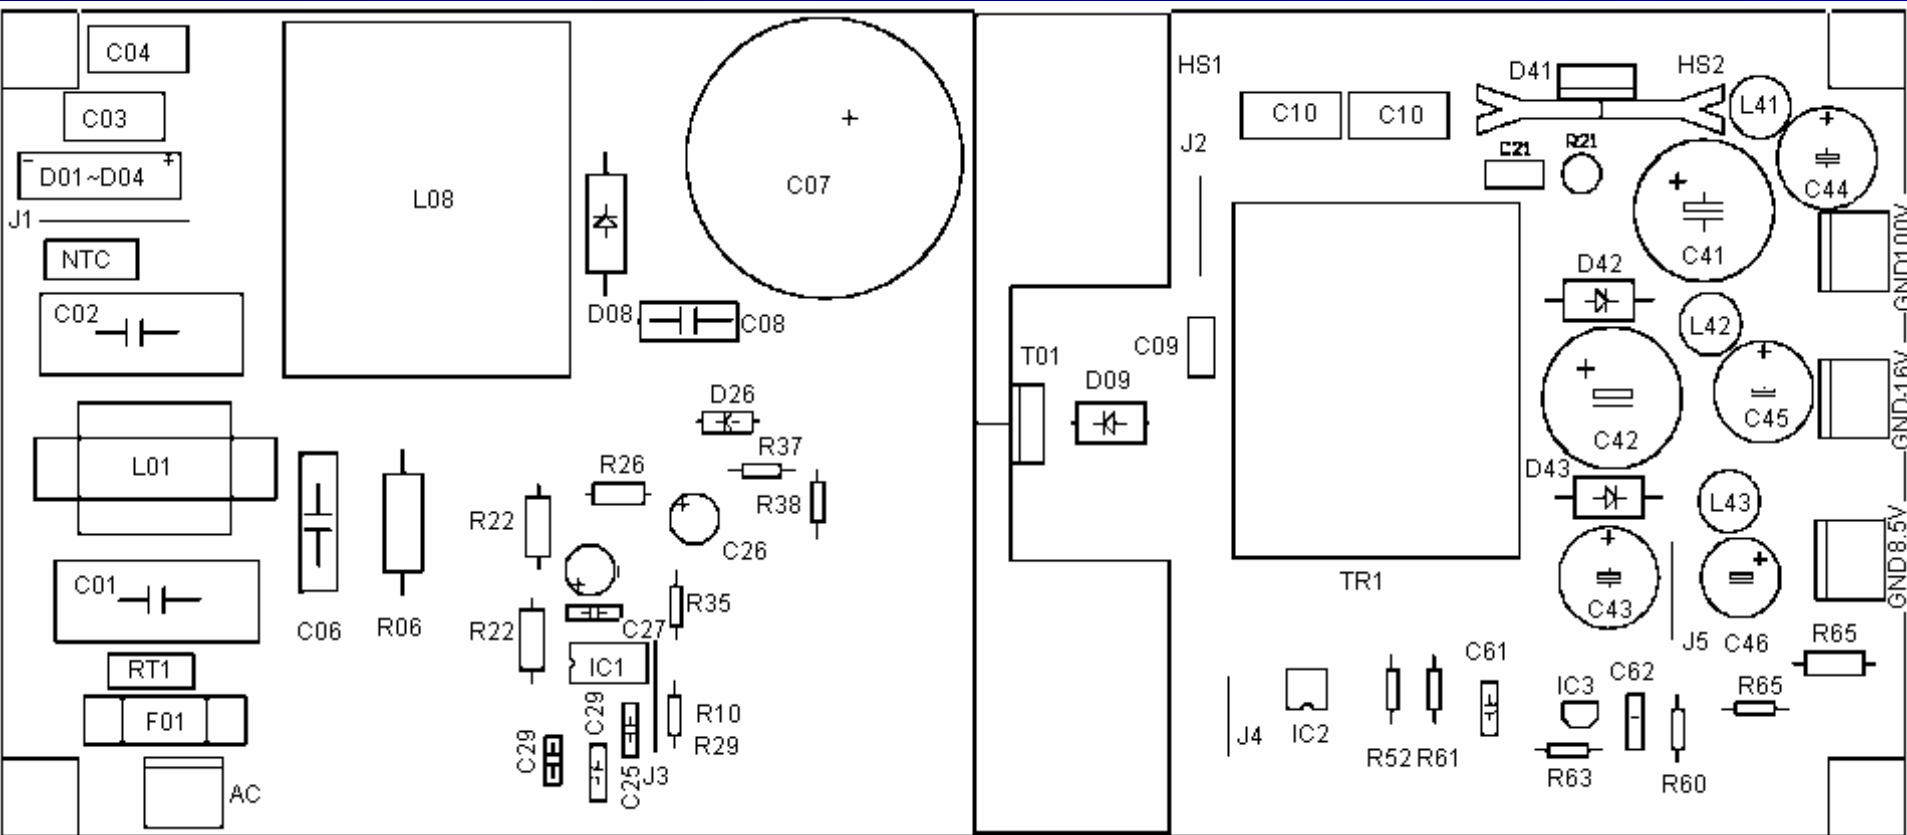 C04
C03
- +
D01~D04
J1
NTC
C02
L01
C01
RT1
F01
AC
L08
+
C07
D08
C08
C06
R06
D26
R37
R26
R38
R22
+
C26
+
R35
R22
C27
IC1
C29
R10
R29
C29
C25
J3
HS1
J2
C10
C10
D41
HS2
L41
+
C44
C21
R21
+
C41
GND100V
D42
L42
C09
T01
D09
+
C42
+
C45
GND-16V
D43
L43
+
C43
+
C46
GND8.5V
TR1
J5
R65
C61
IC3
C62
R65
J4
IC2
R52
R61
R63
R60